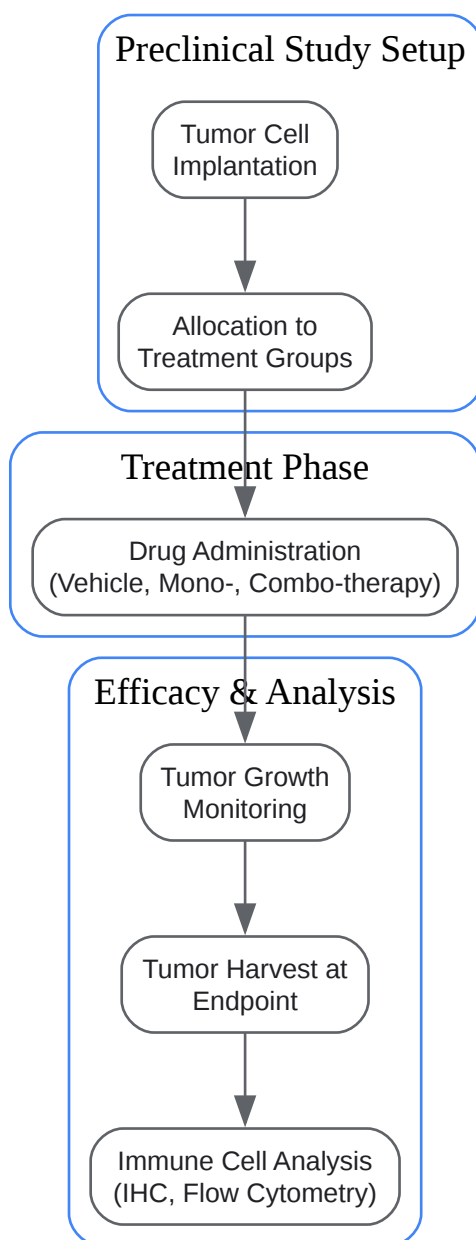 Preclinical Study Setup
Tumor Cell
Implantation
Allocation to
Treatment Groups
Treatment Phase
Drug Administration
(Vehicle, Mono-, Combo-therapy)
Efficacy & Analysis
Tumor Growth
Monitoring
Tumor Harvest at
Endpoint
Immune Cell Analysis
(IHC, Flow Cytometry)